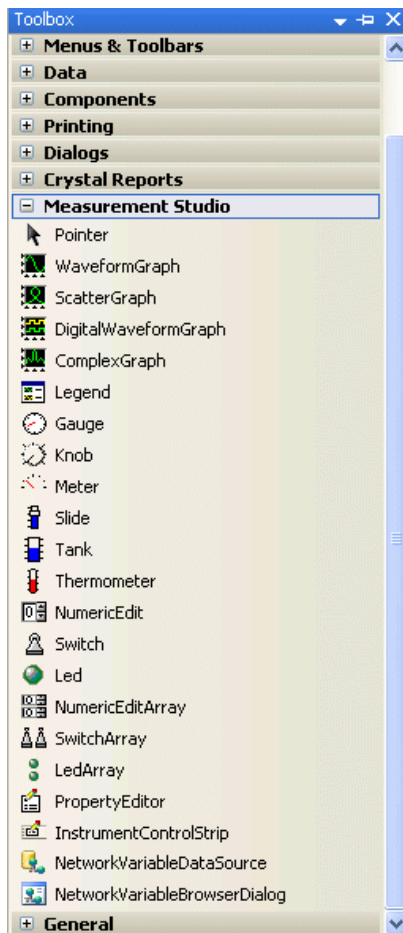 Toolbox
Menus & Toolbars
Data
Components
Printing
Dialogs
Crystal Reports
Measurement Studio
Pointer
WaveformGraph
ScatterGraph
DigitalWaveformGraph
ComplexGraph
Legend
Gauge
Knob
Meter
Slide
Tank
Thermometer
NumericEdit
Switch
Led
NumericEditArray
SwitchArray
LedArray
PropertyEditor
InstrumentControlStrip
NetworkVariableDataSource
NetworkVariableBrowserDialog
General